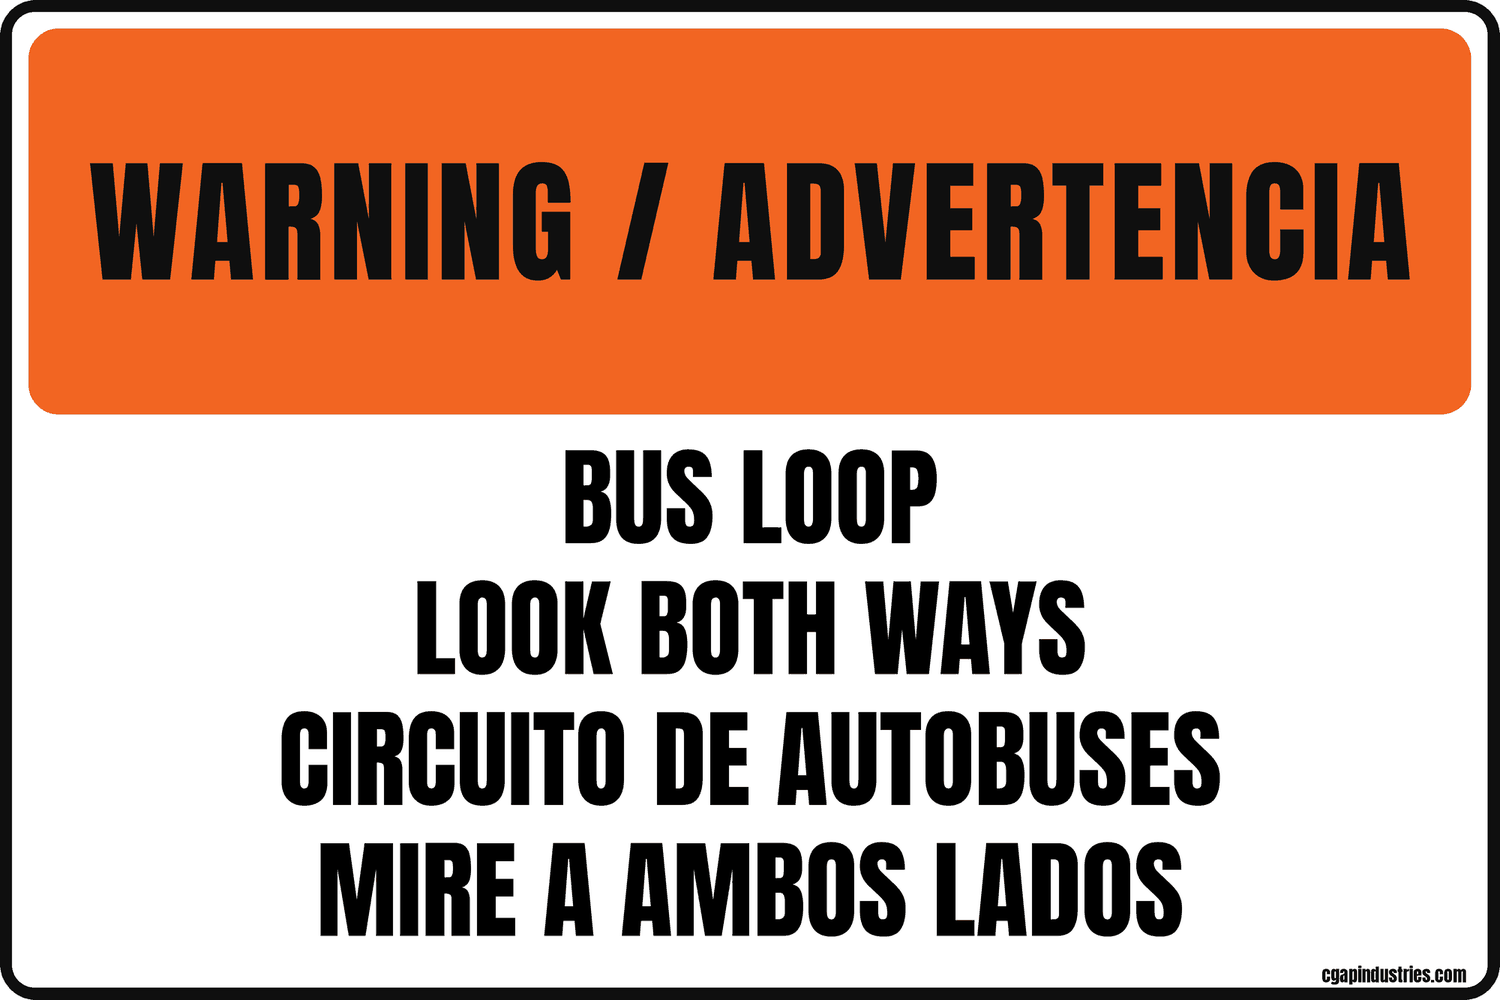 WARNING / ADVERTENCIA
BUS LOOP
LOOK BOTH WAYS
CIRCUITO DE AUTOBUSES
MIRE A AMBOS LADOS
cgapindustries.com